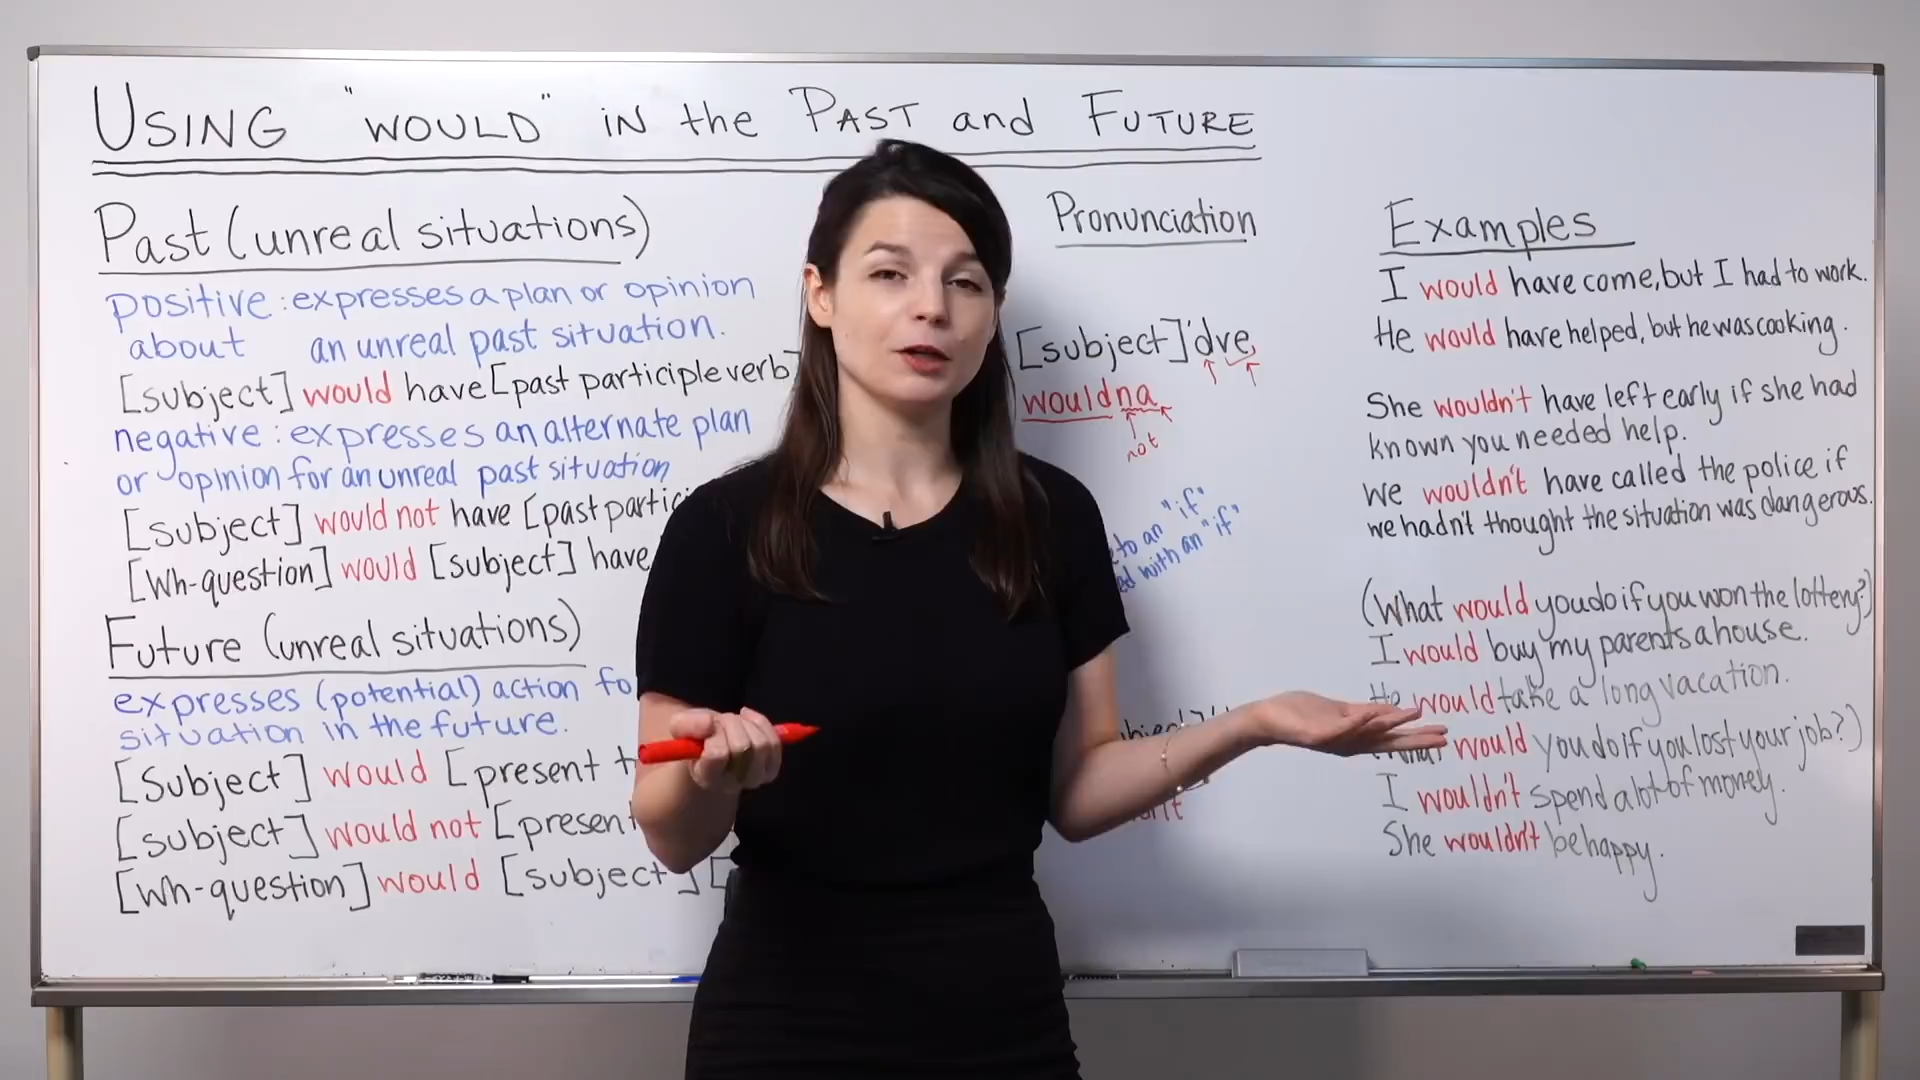 USING "WOULD" IN the PAST and FUTURE
Past (unreal situations)
positive: expresses a plan or opinion
about an unreal past situation.
[subject] would have [past participle verb]
negative: expresses an alternate plan
or opinion for an unreal past situation
[subject] would not have [past partici
[Wh-question] would [subject] have
Future (unreal situations)
expresses (potential) action fo
situation in the future.
[Subject] would [present t
[subject] would not [present
[Wh-question] would [subject] [
Pronunciation
[subject]'dve
wouldna
not
to an "if"
with an "if"
Examples
I would have come, but I had to work.
He would have helped, but he was cooking.
She wouldn't have left early if she had
known you needed help.
We wouldn't have called the police if
we hadn't thought the situation was dangerous.
(What would you do if you won the lottery?)
I would buy my parents a house.
He would take a long vacation.
(What would you do if you lost your job?)
I wouldn't spend a lot of money.
She wouldn't be happy.